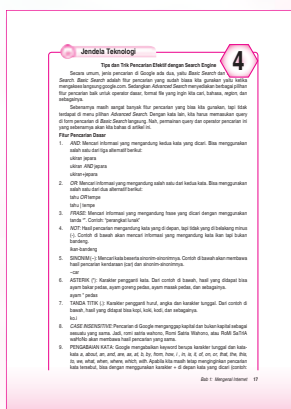 Jendela Teknologi
4
Tips dan Trik Pencarian Efektif dengan Search Engine
Secara umum, jenis pencarian di Google ada dua, yaitu Basic Search dan
Search. Basic Search adalah fitur pencarian yang sudah biasa kita gunakan yaitu ketika
mengakses langsung google.com. Sedangkan Advanced Search menyediakan berbagai pilihan
fitur pencarian baik untuk operator dasar, format file yang ingin kita cari, bahasa, region, dan
sebagainya.
Sebenarnya masih sangat banyak fitur pencarian yang bisa kita gunakan, tapi tidak
terdapat di menu pilihan Advanced Search. Dengan kata lain, kita harus memasukan query
di form pencarian di Basic Search langsung. Nah, permainan query dan operator pencarian ini
yang sebenarnya akan kita bahas di artikel ini.
Fitur Pencarian Dasar
1. AND: Mencari informasi yang mengandung kedua kata yang dicari. Bisa menggunakan
salah satu dari tiga alternatif berikut:
ukiran jepara
ukiran AND jepara
ukiran+jepara
2. OR: Mencari informasi yang mengandung salah satu dari kedua kata. Bisa menggunakan
salah satu dari dua alternatif berikut:
tahu OR tempe
tahu | tempe
3. FRASE: Mencari informasi yang mengandung frase yang dicari dengan menggunakan
tanda "". Contoh: "perangkat lunak"
4. NOT: Hasil pencarian mengandung kata yang di depan, tapi tidak yang di belakang minus
(-). Contoh di bawah akan mencari informasi yang mengandung kata ikan tapi bukan
bandeng.
ikan-bandeng
5. SINONIM (~): Mencari kata beserta sinonim-sinonimnya. Contoh di bawah akan membawa
hasil pencarian kendaraan (car) dan sinonim-sinonimnya.
~car
6. ASTERIK (*): Karakter pengganti kata. Dari contoh di bawah, hasil yang didapat bisa
ayam bakar pedas, ayam goreng pedas, ayam masak pedas, dan sebagainya.
ayam * pedas
7. TANDA TITIK (.): Karakter pengganti huruf, angka dan karakter tunggal. Dari contoh di
bawah, hasil yang didapat bisa kopi, koki, kodi, dan sebagainya.
ko.i
8. CASE INSENSITIVE: Pencarian di Google menganggap kapital dan bukan kapital sebagai
sesuatu yang sama. Jadi, romi satria wahono, Romi Satria Wahono, atau RoMi SaTRiA
waHoNo akan membawa hasil pencarian yang sama.
9. PENGABAIAN KATA: Google mengabaikan keyword berupa karakter tunggal dan kata-
kata a, about, an, and, are, as, at, b, by, from, how, i , in, is, it, of, on, or, that, the, this,
to, we, what, when, where, which, with. Apabila kita masih tetap menginginkan pencarian
kata tersebut, bisa dengan menggunakan karakter + di depan kata yang dicari (contoh:
Bab 1 Mengenal Internet 17